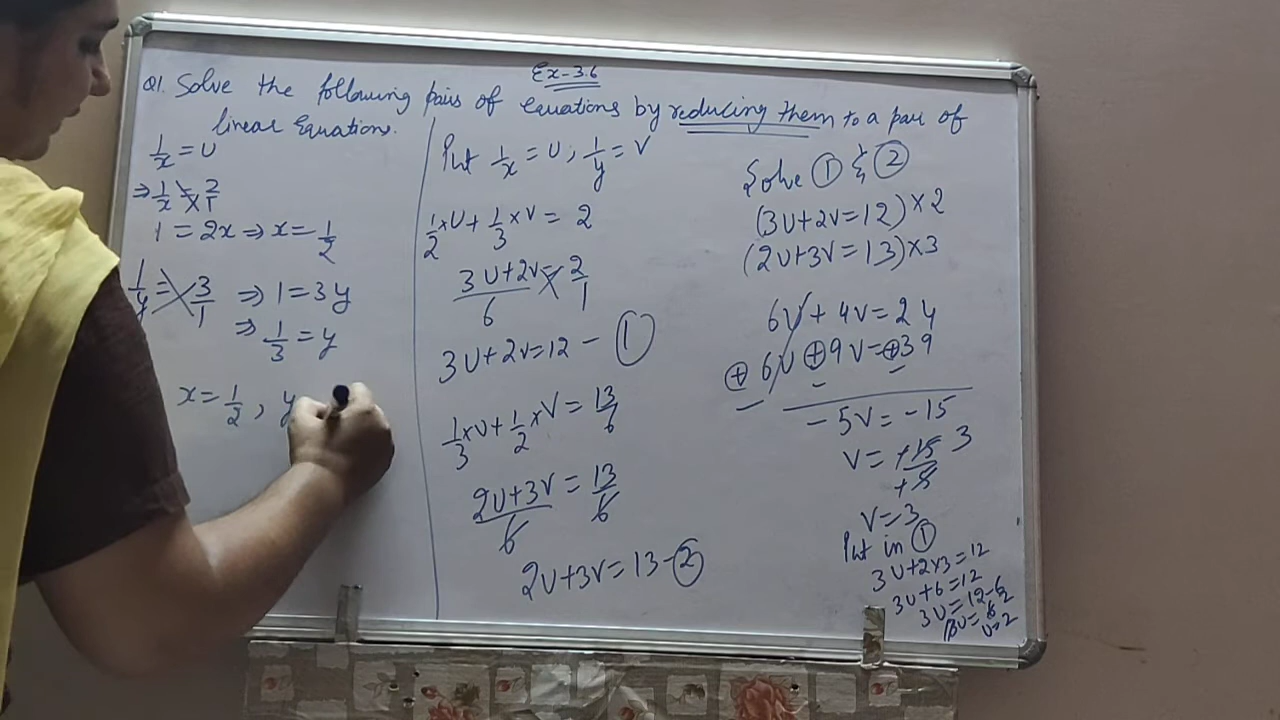 Ex-3.6
Q1. Solve the following pairs of equations by reducing them to a pair of
linear Equation.
1/x = U
⇒ 1/x = 2/1
1 = 2x ⇒ x = 1/2
1/y = 3/1 ⇒ 1 = 3y
⇒ 1/3 = y
x = 1/2, y
Put 1/x = U, 1/y = V
1/2 × U + 1/3 × V = 2
3U+2V/6 = 2/1
3U+2V=12 - ①
1/3 × U + 1/2 × V = 13/6
2U+3V/6 = 13/6
2U+3V=13-②
Solve ① & ②
(3U+2V=12)×2
(2U+3V=13)×3
6U + 4V = 24
⊕ 6U ⊕ 9V = ⊕39
- - -
-5V = -15
V = +15/+5 3
V=3
Put in ①
3U+2×3=12
3U+6=12
3U=12-6
3U=6 2
U=2